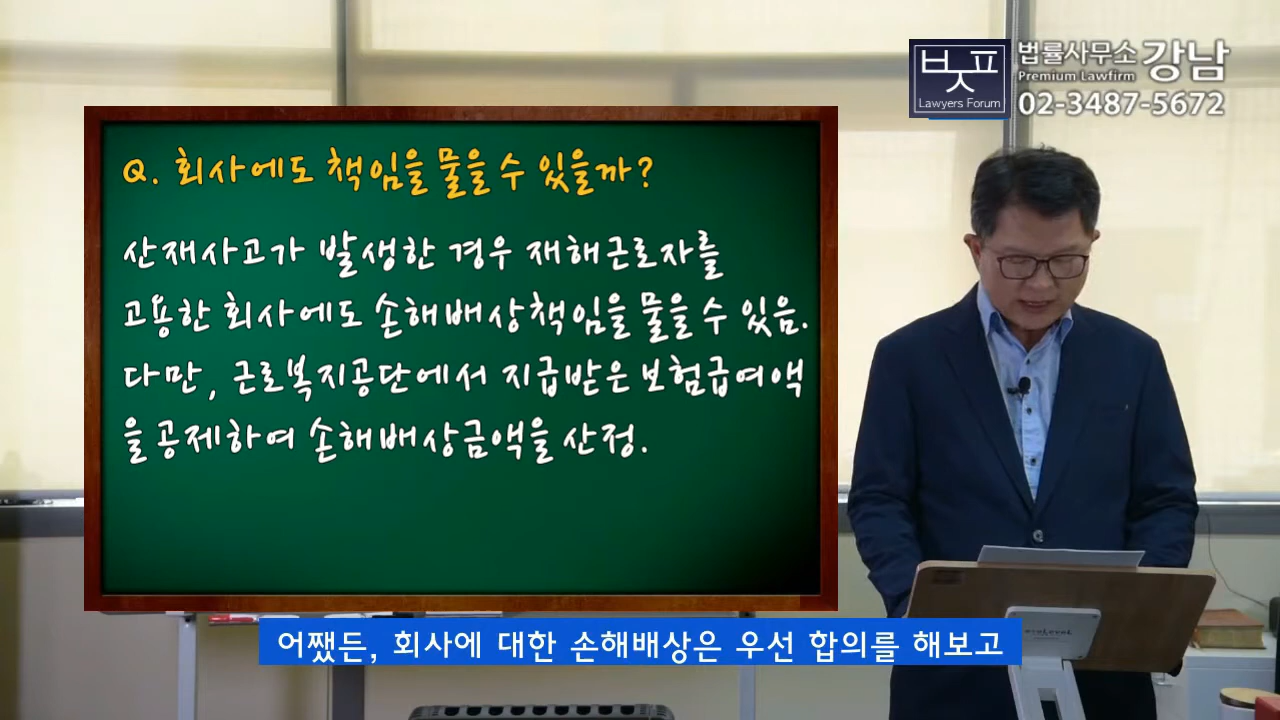 법률사무소 강남
Premium Lawfirm
Lawyers Forum
02-3487-5672
Q. 회사에도 책임을 물을 수 있을까?
산재사고가 발생한 경우 재해근로자를
고용한 회사에도 손해배상책임을 물을 수 있음.
다만, 근로복지공단에서 지급받은 보험급여액
을 공제하여 손해배상금액을 산정.
어쨌든, 회사에 대한 손해배상은 우선 합의를 해보고